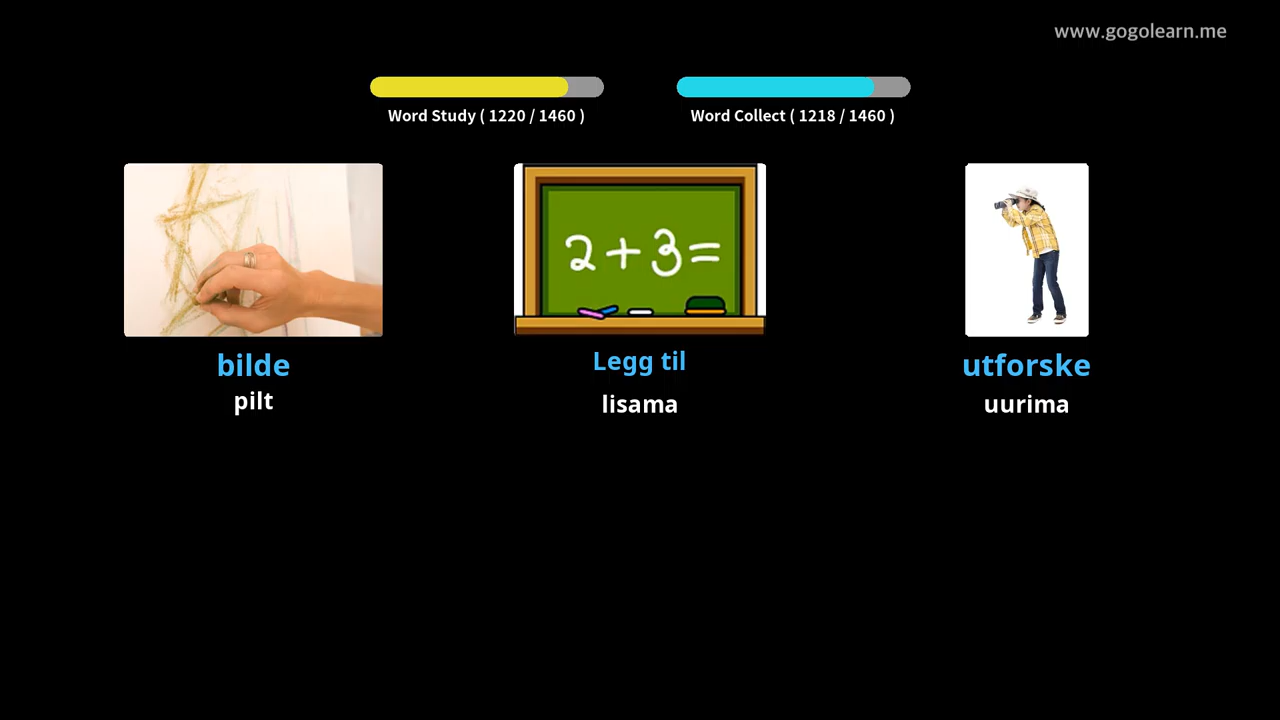 www.gogolearn.me
Word Study ( 1220 / 1460 )
Word Collect ( 1218 / 1460 )
2+3=
bilde
Legg til
utforske
pilt
lisama
uurima